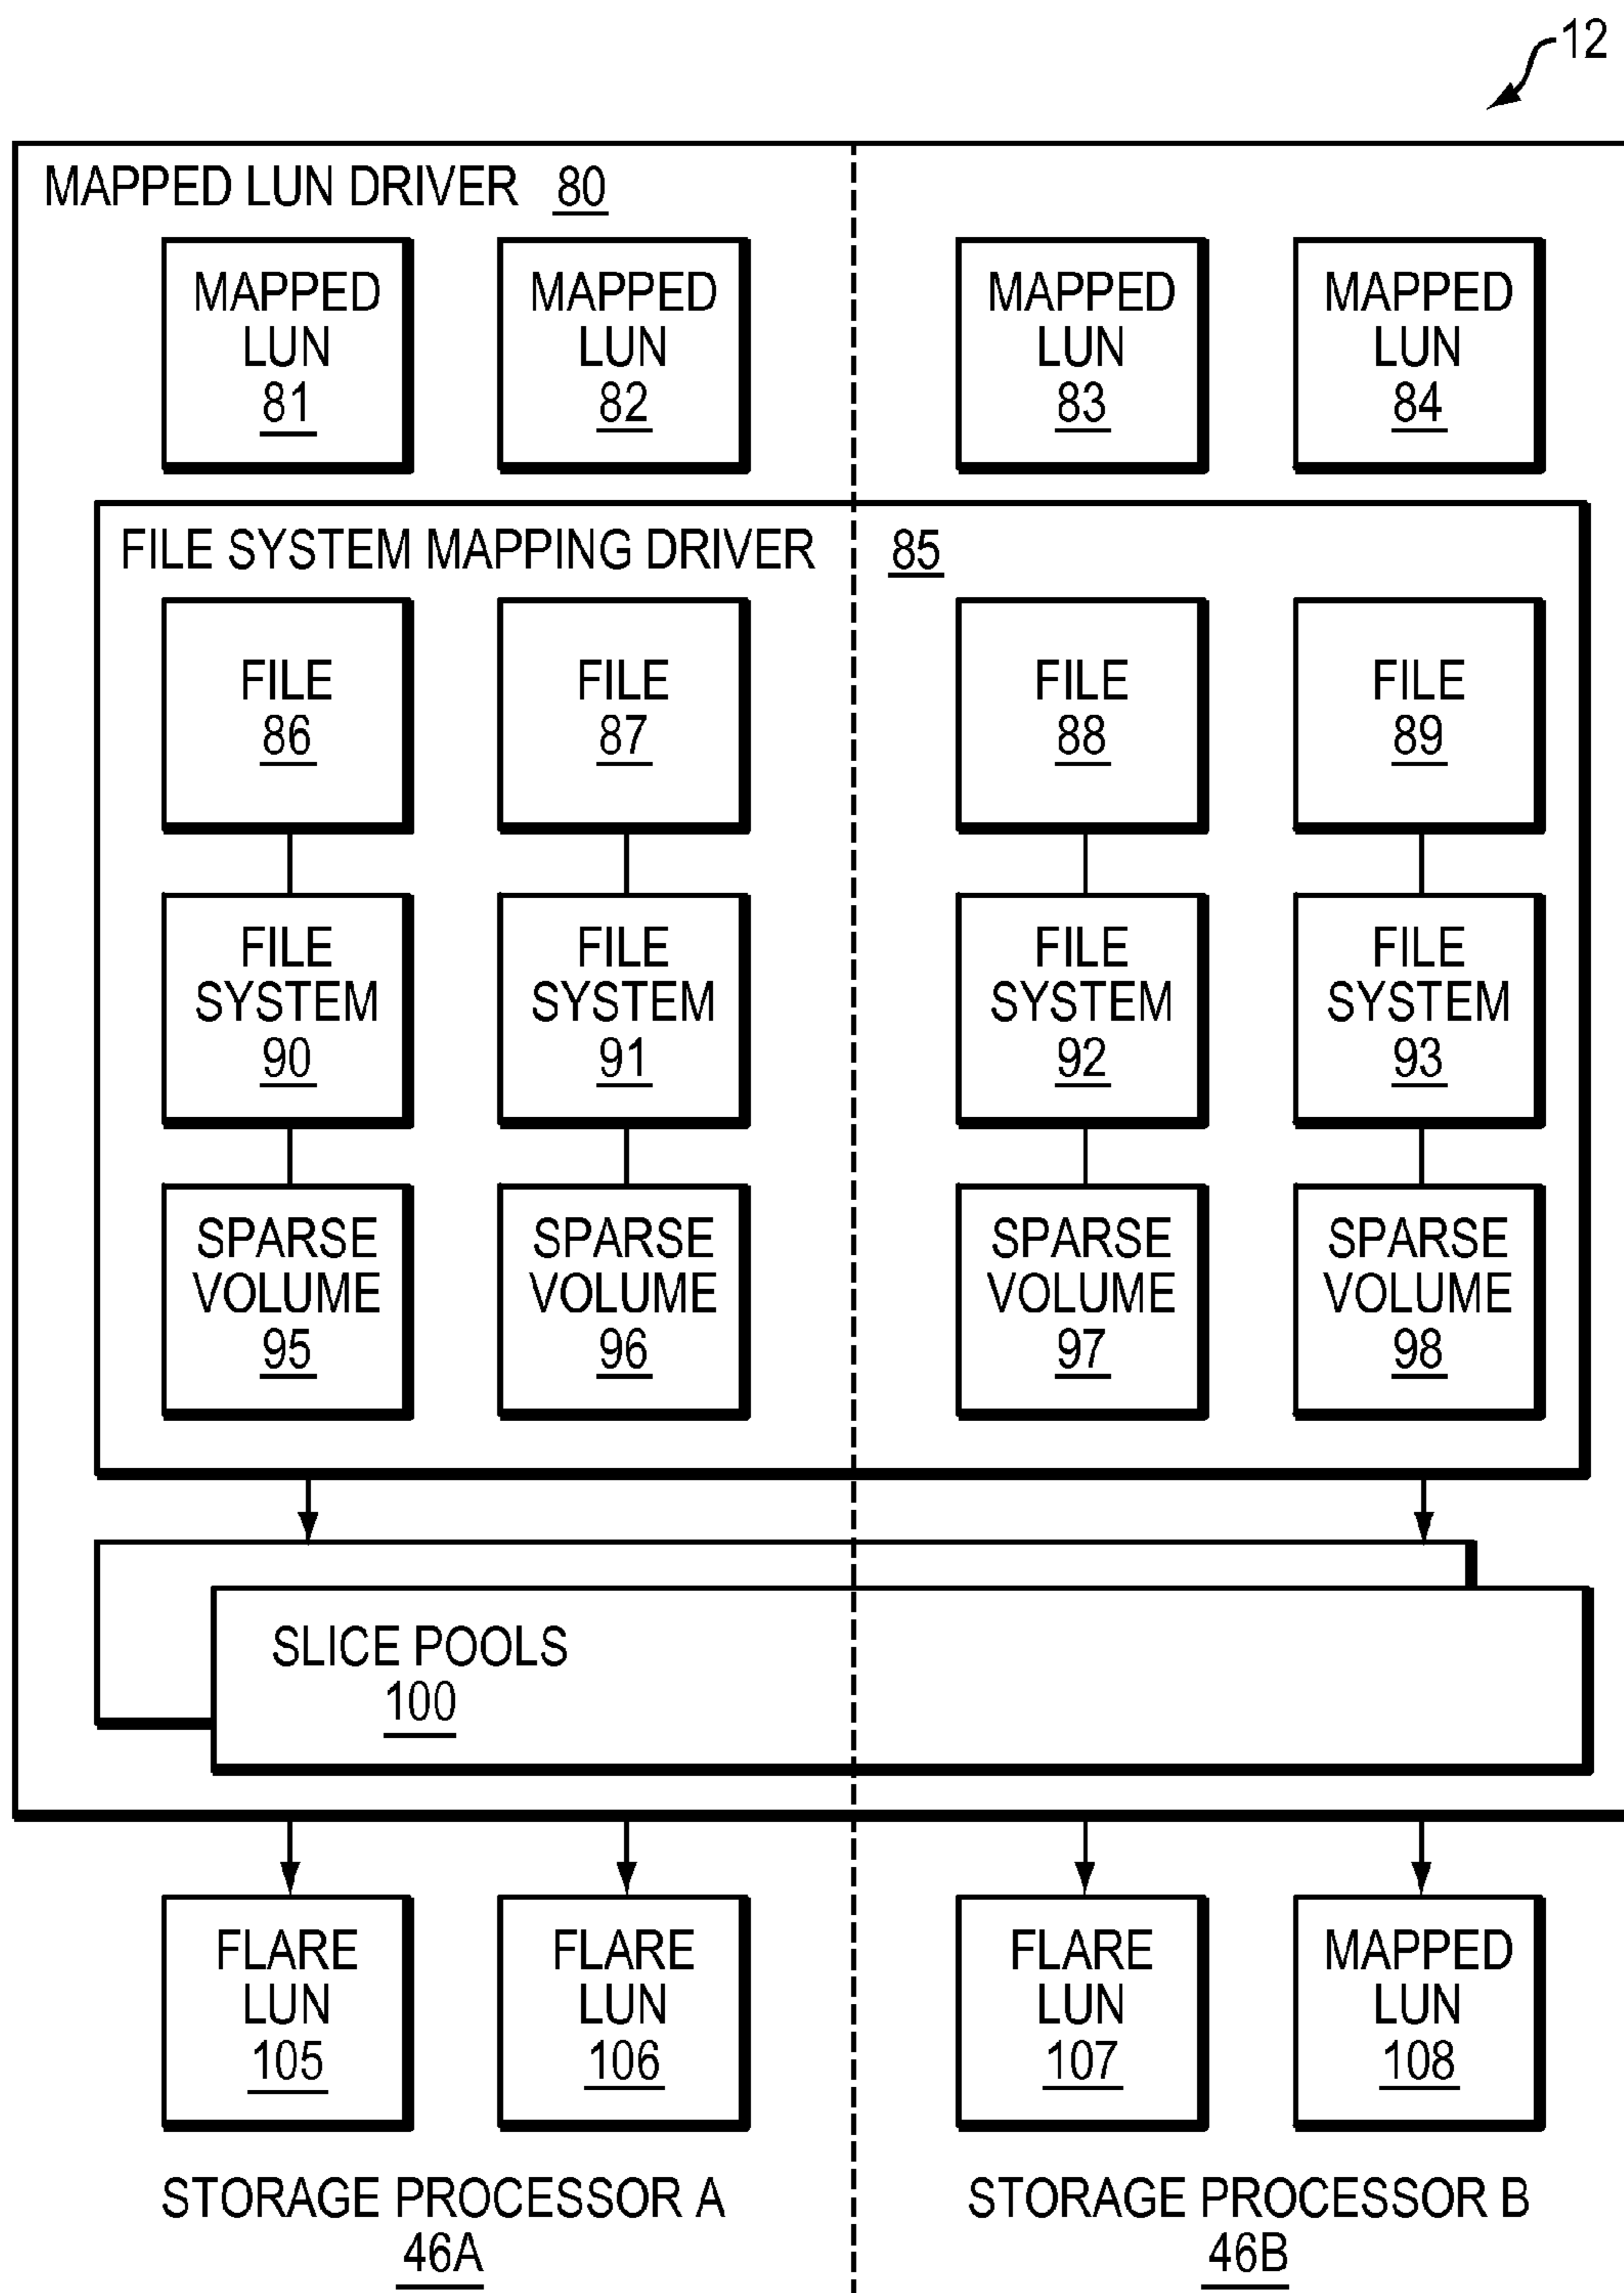 12
MAPPED LUN DRIVER 80
MAPPED LUN 81
MAPPED LUN 82
MAPPED LUN 83
MAPPED LUN 84
FILE SYSTEM MAPPING DRIVER 85
FILE 86
FILE 87
FILE 88
FILE 89
FILE SYSTEM 90
FILE SYSTEM 91
FILE SYSTEM 92
FILE SYSTEM 93
SPARSE VOLUME 95
SPARSE VOLUME 96
SPARSE VOLUME 97
SPARSE VOLUME 98
SLICE POOLS
100
FLARE LUN 105
FLARE LUN 106
FLARE LUN 107
MAPPED LUN 108
STORAGE PROCESSOR A
46A
STORAGE PROCESSOR B
46B